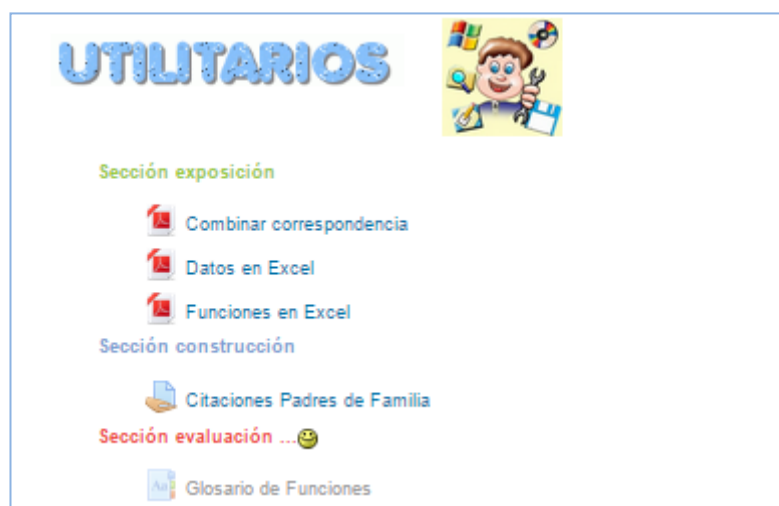 UTILITARIOS
Sección exposición
Combinar correspondencia
Datos en Excel
Funciones en Excel
Sección construcción
Citaciones Padres de Familia
Sección evaluación ...
Aa
Glosario de Funciones